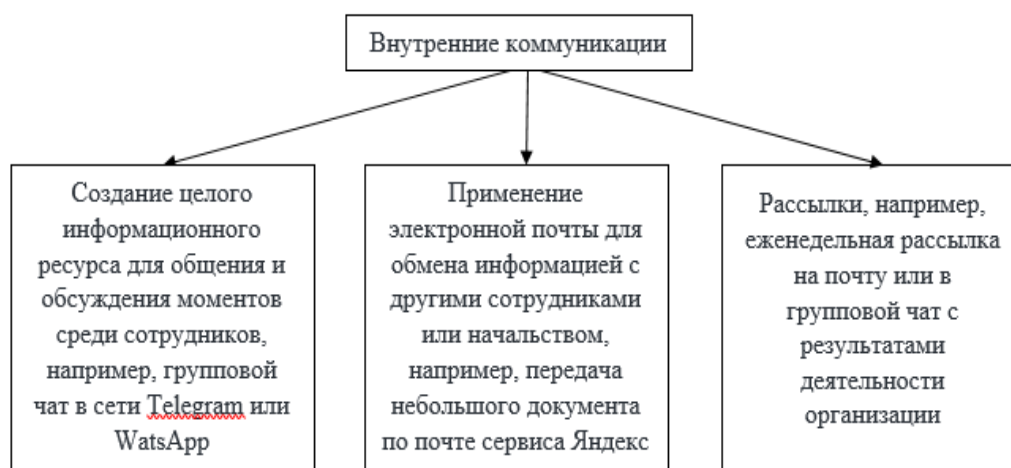 Внутренние коммуникации
Создание целого
информационного
ресурса для общения и
обсуждения моментов
среди сотрудников,
например, групповой
чат в сети Telegram или
WatsApp
Применение
электронной почты для
обмена информацией с
другими сотрудниками
или начальством,
например, передача
небольшого документа
по почте сервиса Яндекс
Рассылки, например,
еженедельная рассылка
на почту или в
групповой чат с
результатами
деятельности
организации